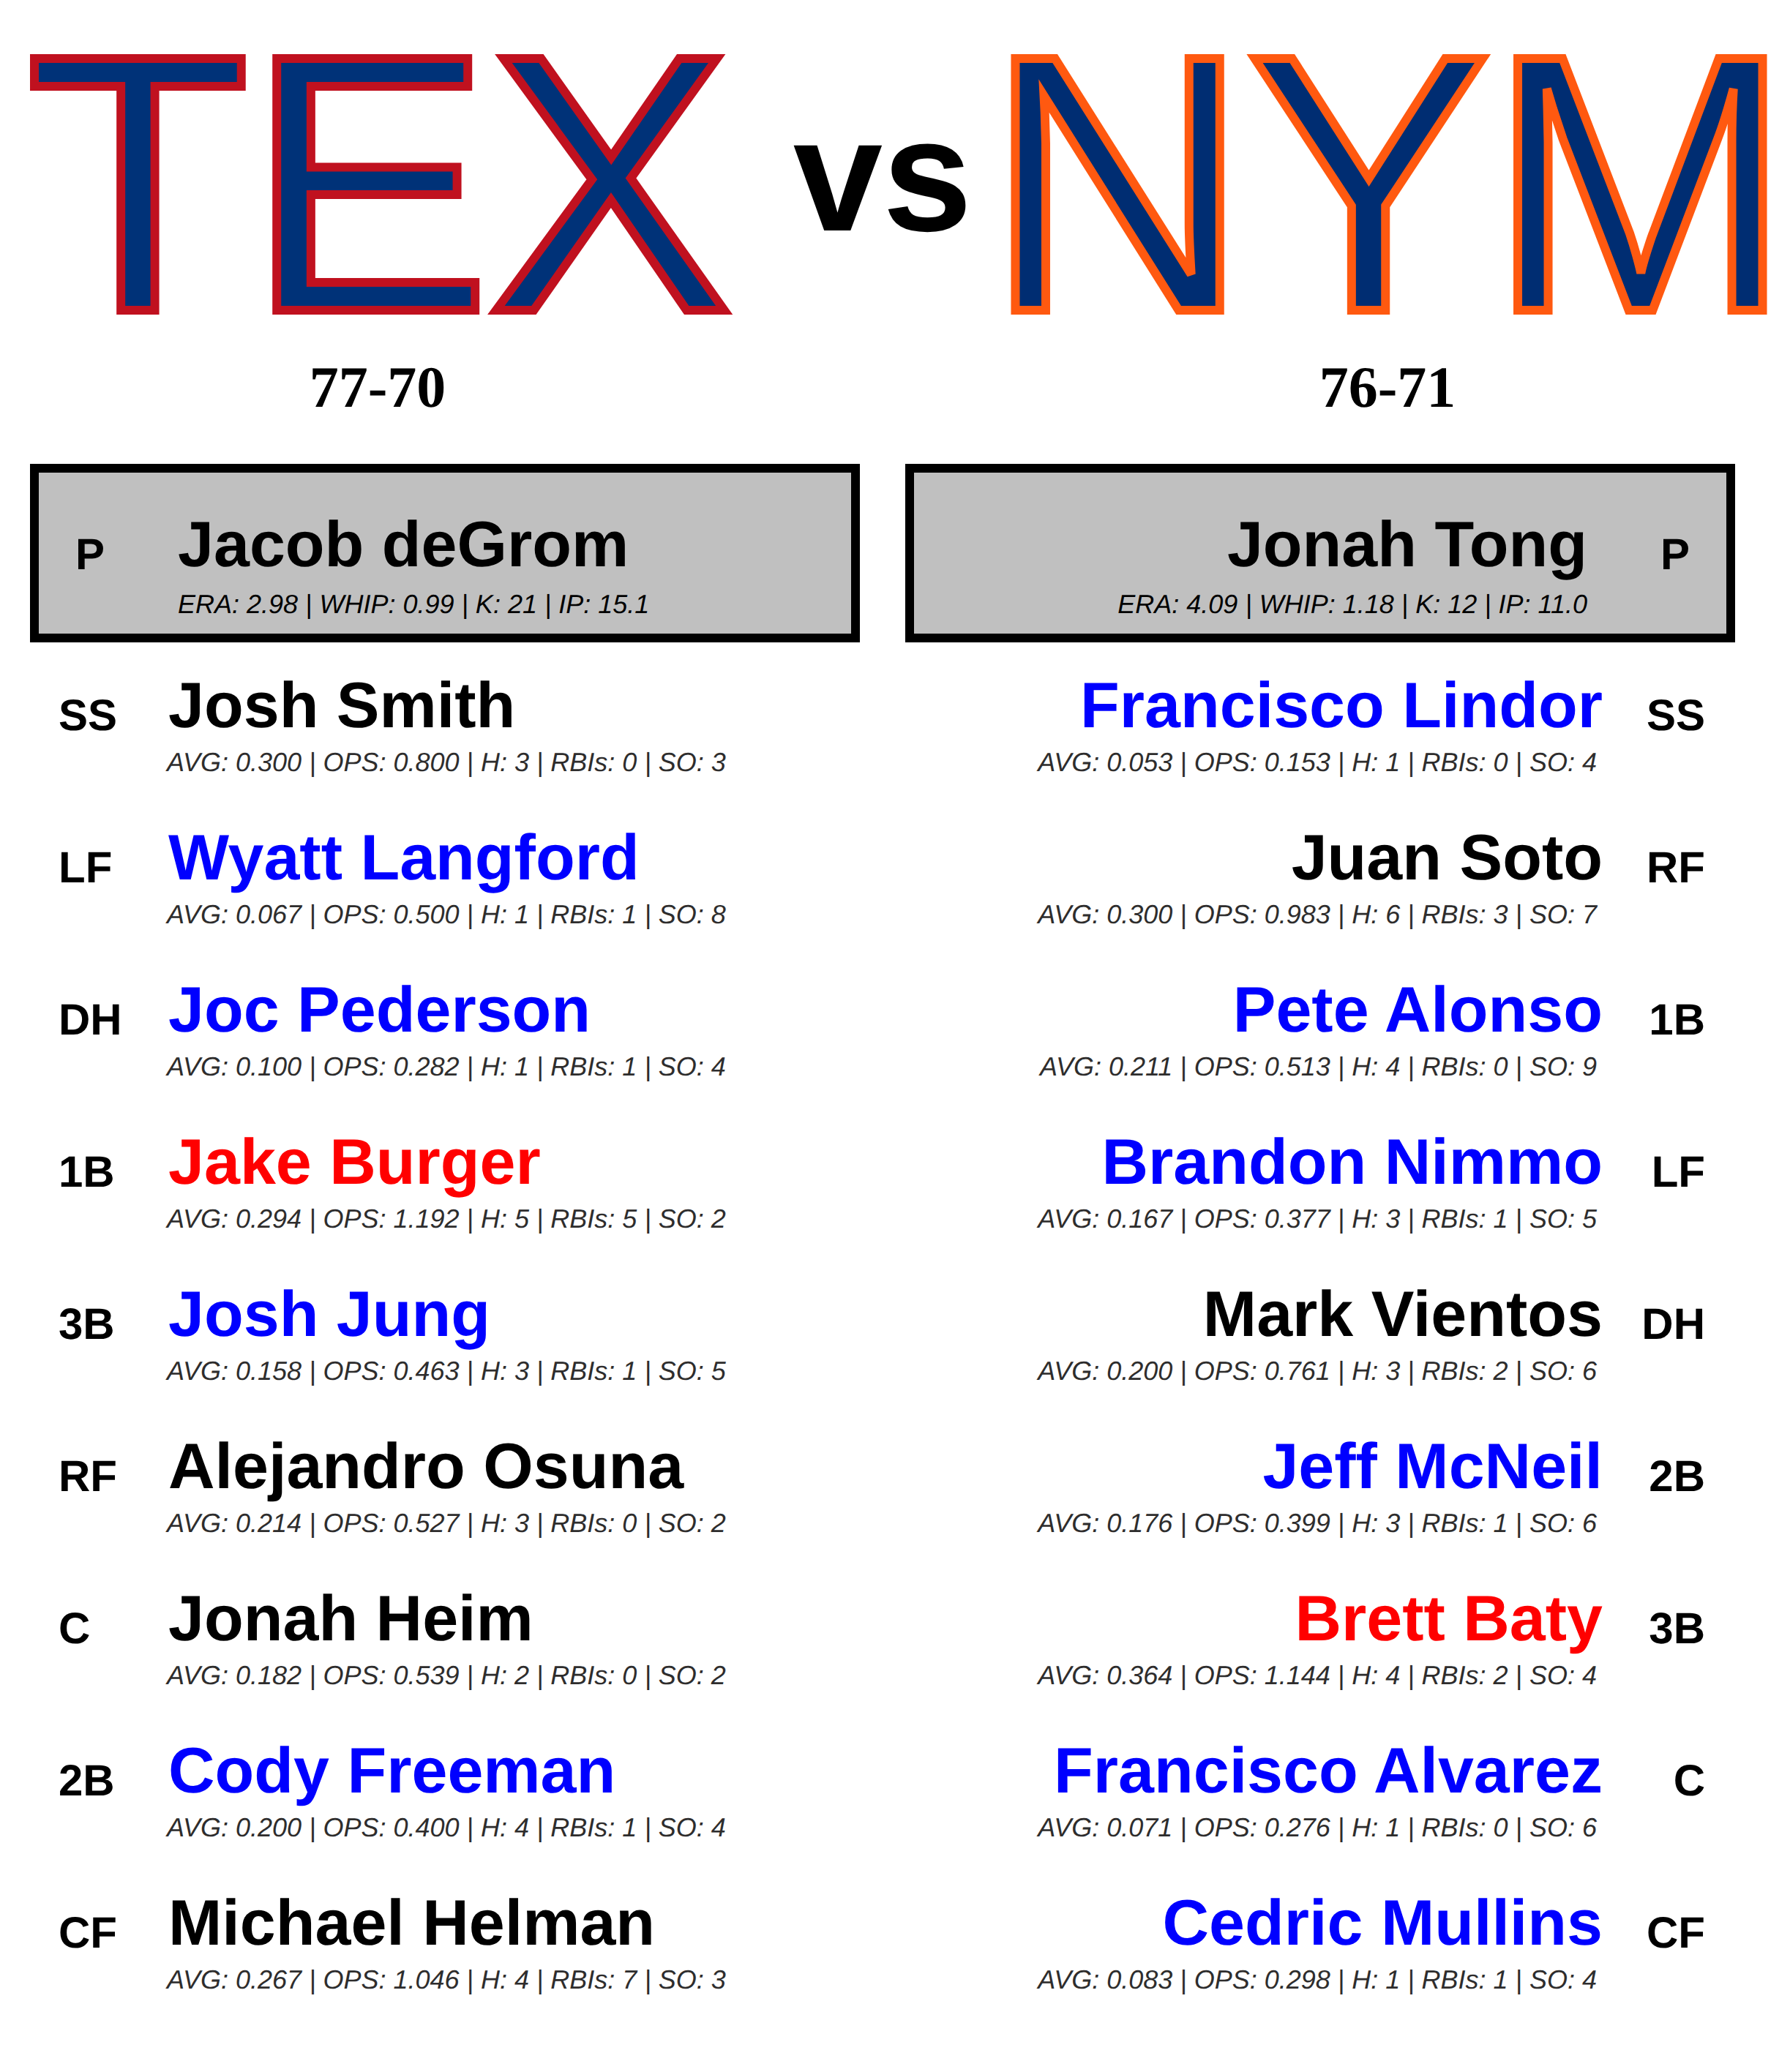 TEX vs NYM
77-70 76-71
P Jacob deGrom Jonah Tong P
ERA: 2.98 | WHIP: 0.99 | K: 21 | IP: 15.1 ERA: 4.09 | WHIP: 1.18 | K: 12 | IP: 11.0
SS Josh Smith Francisco Lindor SS
AVG: 0.300 | OPS: 0.800 | H: 3 | RBIs: 0 | SO: 3 AVG: 0.053 | OPS: 0.153 | H: 1 | RBIs: 0 | SO: 4
LF Wyatt Langford Juan Soto RF
AVG: 0.067 | OPS: 0.500 | H: 1 | RBIs: 1 | SO: 8 AVG: 0.300 | OPS: 0.983 | H: 6 | RBIs: 3 | SO: 7
DH Joc Pederson Pete Alonso 1B
AVG: 0.100 | OPS: 0.282 | H: 1 | RBIs: 1 | SO: 4 AVG: 0.211 | OPS: 0.513 | H: 4 | RBIs: 0 | SO: 9
1B Jake Burger Brandon Nimmo LF
AVG: 0.294 | OPS: 1.192 | H: 5 | RBIs: 5 | SO: 2 AVG: 0.167 | OPS: 0.377 | H: 3 | RBIs: 1 | SO: 5
3B Josh Jung Mark Vientos DH
AVG: 0.158 | OPS: 0.463 | H: 3 | RBIs: 1 | SO: 5 AVG: 0.200 | OPS: 0.761 | H: 3 | RBIs: 2 | SO: 6
RF Alejandro Osuna Jeff McNeil 2B
AVG: 0.214 | OPS: 0.527 | H: 3 | RBIs: 0 | SO: 2 AVG: 0.176 | OPS: 0.399 | H: 3 | RBIs: 1 | SO: 6
C Jonah Heim Brett Baty 3B
AVG: 0.182 | OPS: 0.539 | H: 2 | RBIs: 0 | SO: 2 AVG: 0.364 | OPS: 1.144 | H: 4 | RBIs: 2 | SO: 4
2B Cody Freeman Francisco Alvarez C
AVG: 0.200 | OPS: 0.400 | H: 4 | RBIs: 1 | SO: 4 AVG: 0.071 | OPS: 0.276 | H: 1 | RBIs: 0 | SO: 6
CF Michael Helman Cedric Mullins CF
AVG: 0.267 | OPS: 1.046 | H: 4 | RBIs: 7 | SO: 3 AVG: 0.083 | OPS: 0.298 | H: 1 | RBIs: 1 | SO: 4